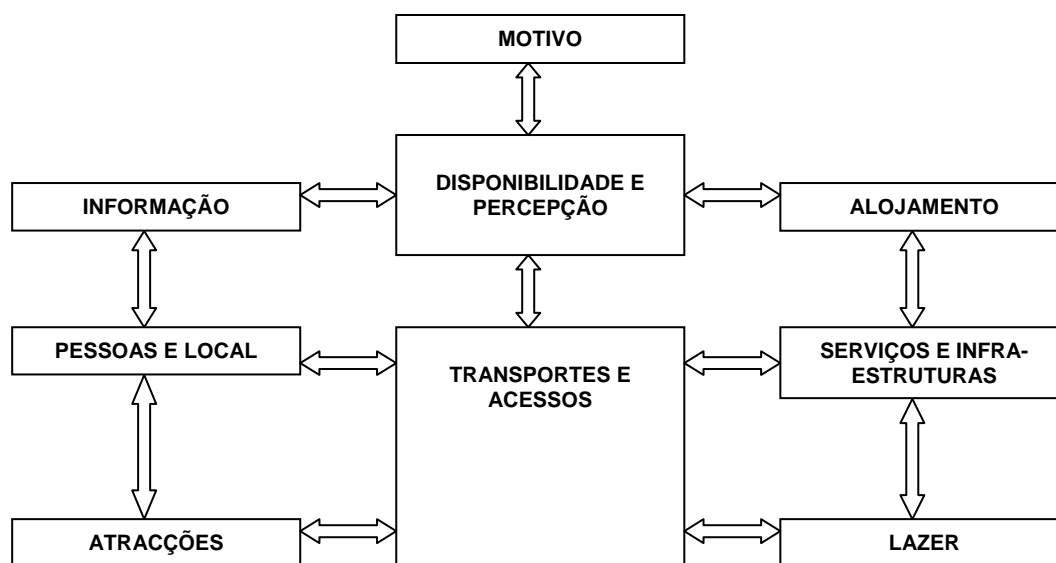 MOTIVO
DISPONIBILIDADE E
PERCEPÇÃO
INFORMAÇÃO
ALOJAMENTO
PESSOAS E LOCAL
TRANSPORTES E
ACESSOS
SERVIÇOS E INFRA-
ESTRUTURAS
ATRACÇÕES
LAZER